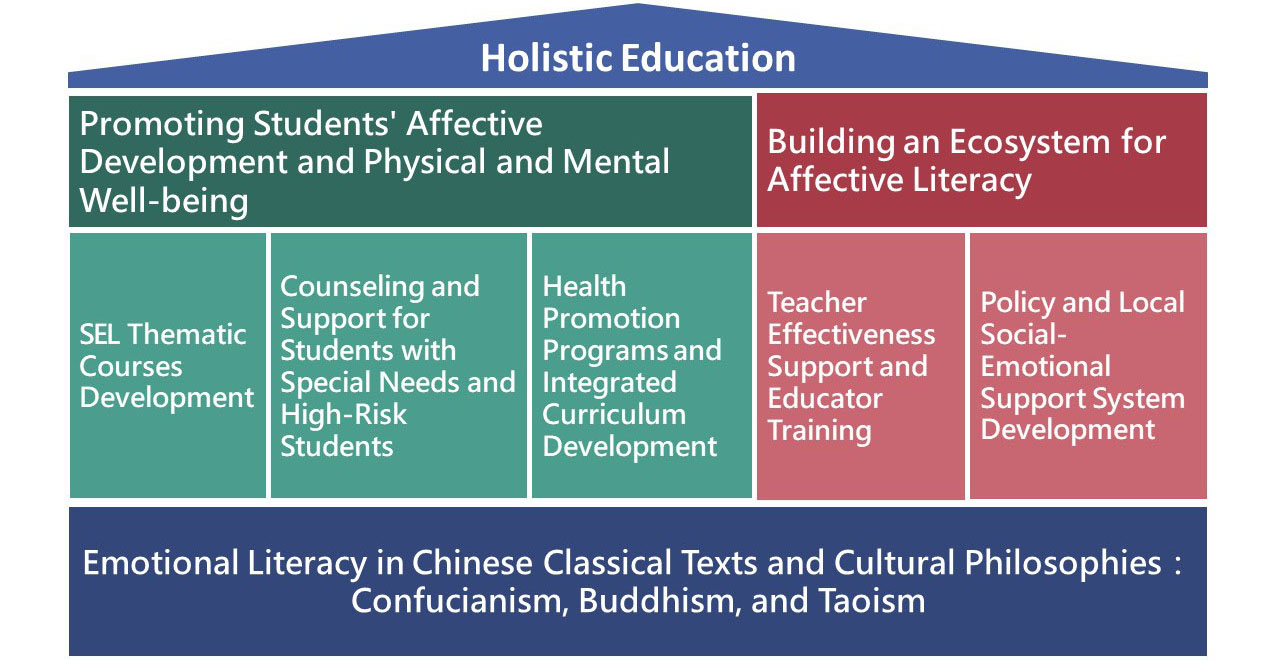 Holistic Education
Promoting Students' Affective
Development and Physical and Mental
Well-being
Building an Ecosystem for
Affective Literacy
SEL Thematic
Courses
Development
Counseling and
Support for
Students with
Special Needs and
High-Risk
Students
Health
Promotion
Programs and
Integrated
Curriculum
Development
Teacher
Effectiveness
Support and
Educator
Training
Policy and Local
Social-
Emotional
Support System
Development
Emotional Literacy in Chinese Classical Texts and Cultural Philosophies：
Confucianism, Buddhism, and Taoism